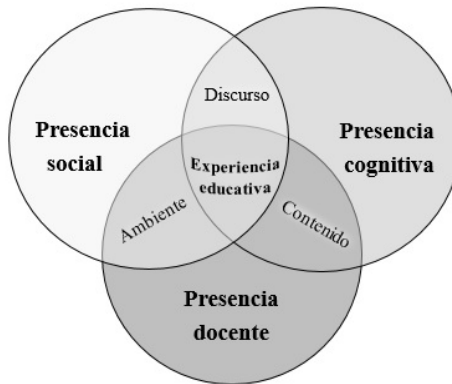 Discurso
Presencia
social
Presencia
cognitiva
Experiencia
educativa
Ambiente
Contenido
Presencia
docente